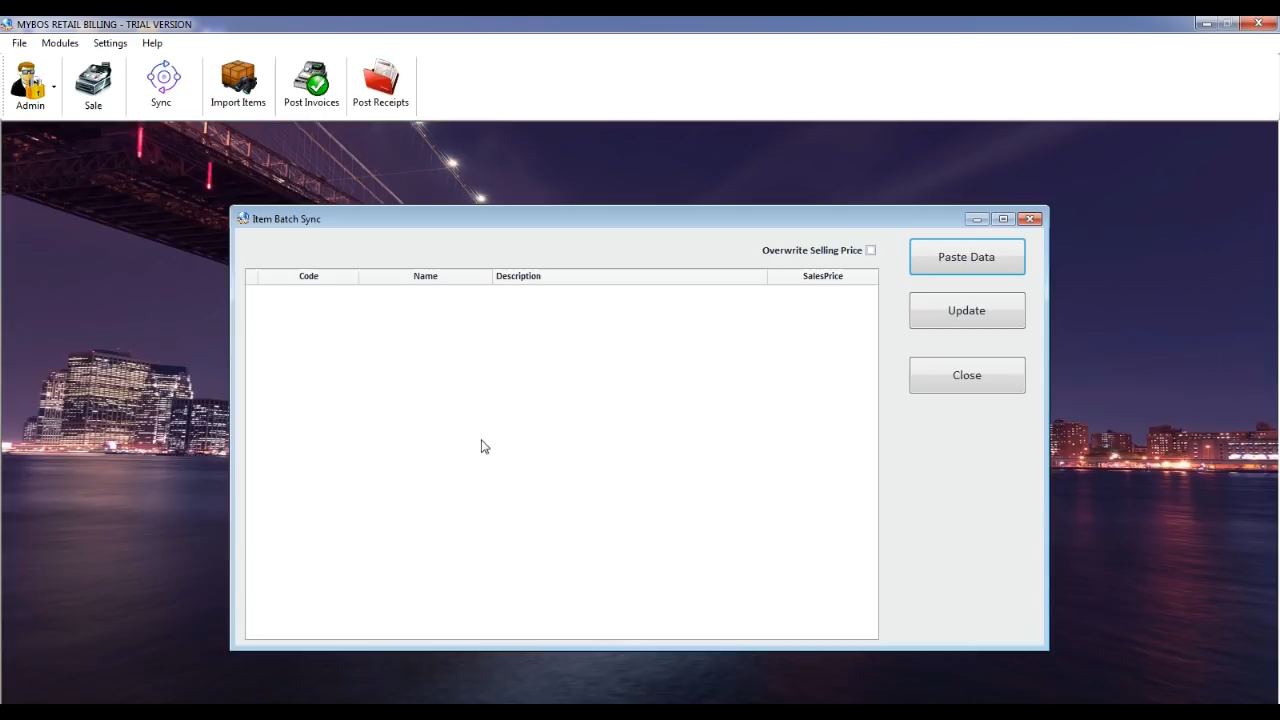 MYBOS RETAIL BILLING - TRIAL VERSION
File Modules Settings Help
Admin Sale Sync Import Items Post Invoices Post Receipts
Item Batch Sync
Overwrite Selling Price
Paste Data
Code Name Description SalesPrice
Update
Close